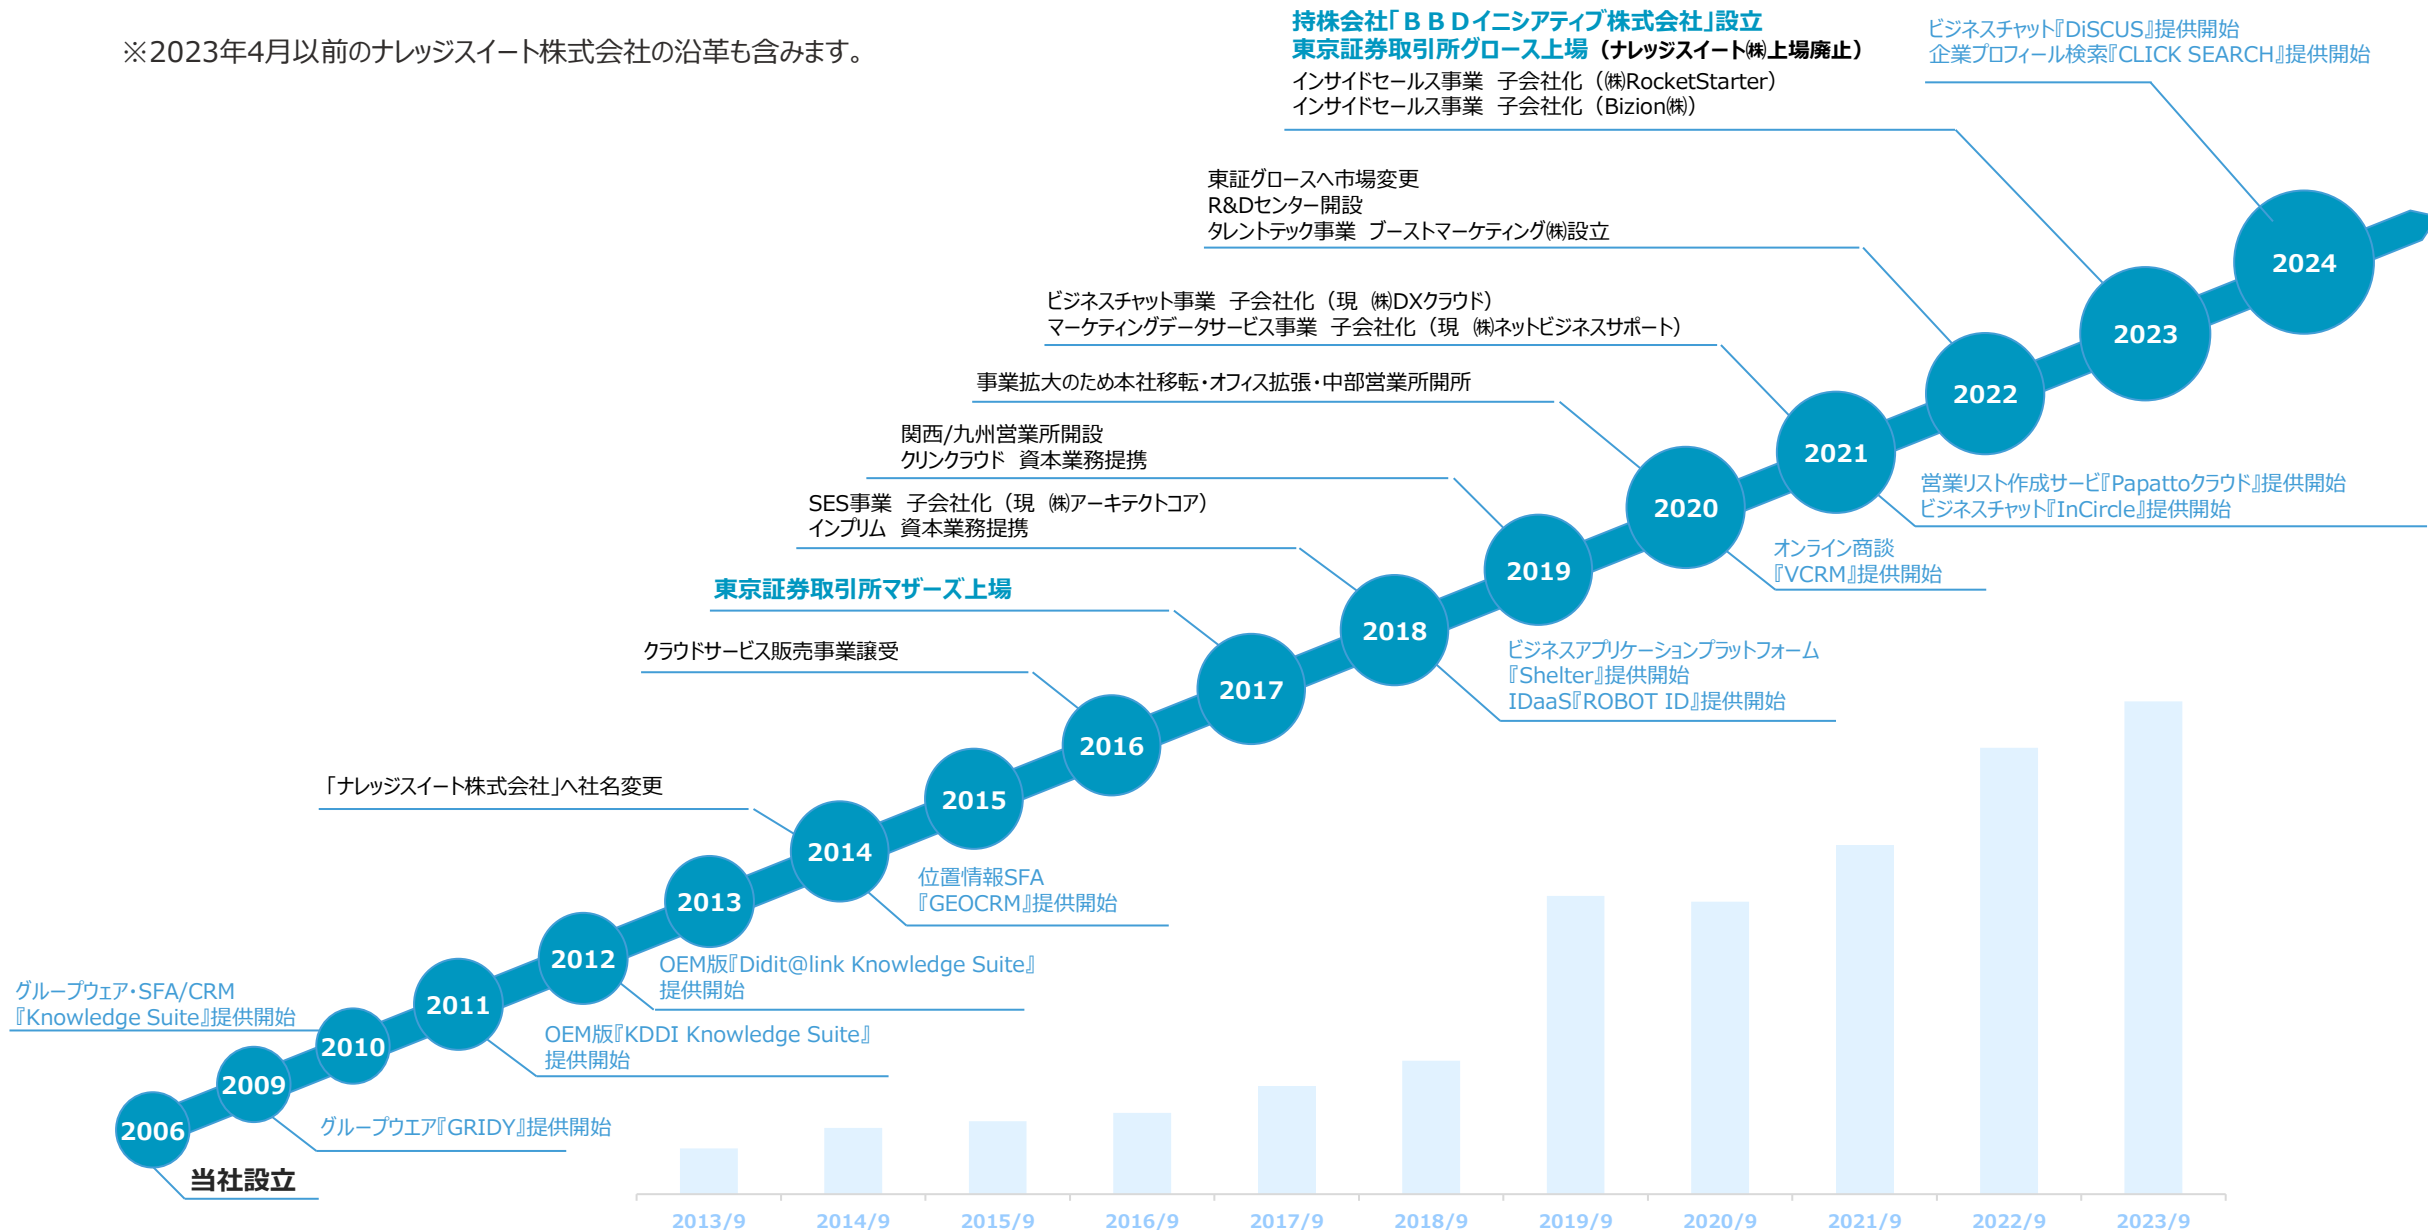 ※2023年4月以前のナレッジスイート株式会社の沿革も含みます。
持株会社「ＢＢＤイニシアティブ株式会社」設立
東京証券取引所グロース上場（ナレッジスイート㈱上場廃止）
インサイドセールス事業 子会社化（㈱RocketStarter）
インサイドセールス事業 子会社化（Bizion㈱）
ビジネスチャット『DiSCUS』提供開始
企業プロフィール検索『CLICK SEARCH』提供開始
東証グロースへ市場変更
R&Dセンター開設
タレントテック事業 ブーストマーケティング㈱設立
ビジネスチャット事業 子会社化（現 ㈱DXクラウド）
マーケティングデータサービス事業 子会社化（現 ㈱ネットビジネスサポート）
事業拡大のため本社移転・オフィス拡張・中部営業所開所
関西/九州営業所開設
クリンクラウド 資本業務提携
SES事業 子会社化（現 ㈱アーキテクトコア）
インプリム 資本業務提携
東京証券取引所マザーズ上場
クラウドサービス販売事業譲受
「ナレッジスイート株式会社」へ社名変更
グループウェア・SFA/CRM
『Knowledge Suite』提供開始
2024
2023
2022
2021
2020
2019
2018
2017
2016
2015
2014
2013
2012
2011
2010
2009
2006
営業リスト作成サービ『Papattoクラウド』提供開始
ビジネスチャット『InCircle』提供開始
オンライン商談
『VCRM』提供開始
ビジネスアプリケーションプラットフォーム
『Shelter』提供開始
IDaaS『ROBOT ID』提供開始
位置情報SFA
『GEOCRM』提供開始
OEM版『Didit@link Knowledge Suite』
提供開始
OEM版『KDDI Knowledge Suite』
提供開始
グループウエア『GRIDY』提供開始
当社設立
2013/9
2014/9
2015/9
2016/9
2017/9
2018/9
2019/9
2020/9
2021/9
2022/9
2023/9